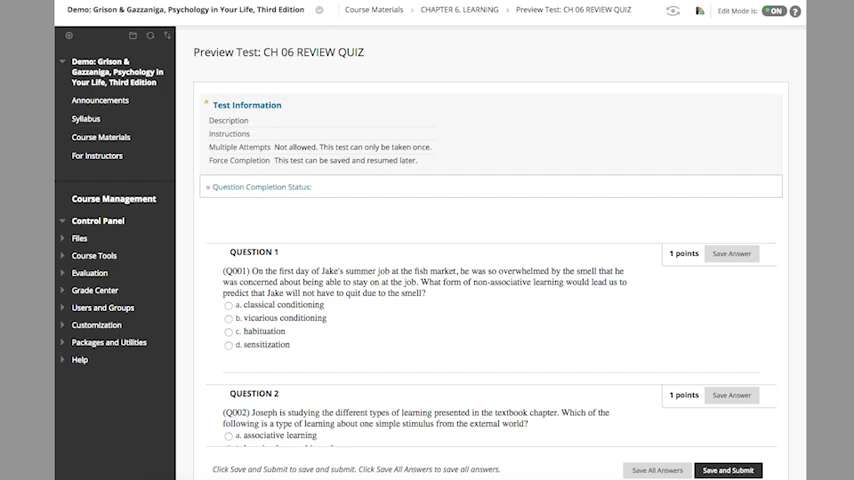 Demo: Grison & Gazzaniga, Psychology in Your Life, Third Edition
Course Materials
CHAPTER 6. LEARNING
Preview Test: CH 06 REVIEW QUIZ
Edit Mode is:
ON
?
Demo: Grison &
Gazzaniga, Psychology in
Your Life, Third Edition
Announcements
Syllabus
Course Materials
For Instructors
Course Management
Control Panel
Files
Course Tools
Evaluation
Grade Center
Users and Groups
Customization
Packages and Utilities
Help
Preview Test: CH 06 REVIEW QUIZ
Test Information
Description
Instructions
Multiple Attempts Not allowed. This test can only be taken once.
Force Completion This test can be saved and resumed later.
Question Completion Status:
QUESTION 1
1 points
Save Answer
(Q001) On the first day of Jake's summer job at the fish market, he was so overwhelmed by the smell that he
was concerned about being able to stay on at the job. What form of non-associative learning would lead us to
predict that Jake will not have to quit due to the smell?
a. classical conditioning
b. vicarious conditioning
c. habituation
d. sensitization
QUESTION 2
1 points
Save Answer
(Q002) Joseph is studying the different types of learning presented in the textbook chapter. Which of the
following is a type of learning about one simple stimulus from the external world?
a. associative learning
Click Save and Submit to save and submit. Click Save All Answers to save all answers.
Save All Answers
Save and Submit